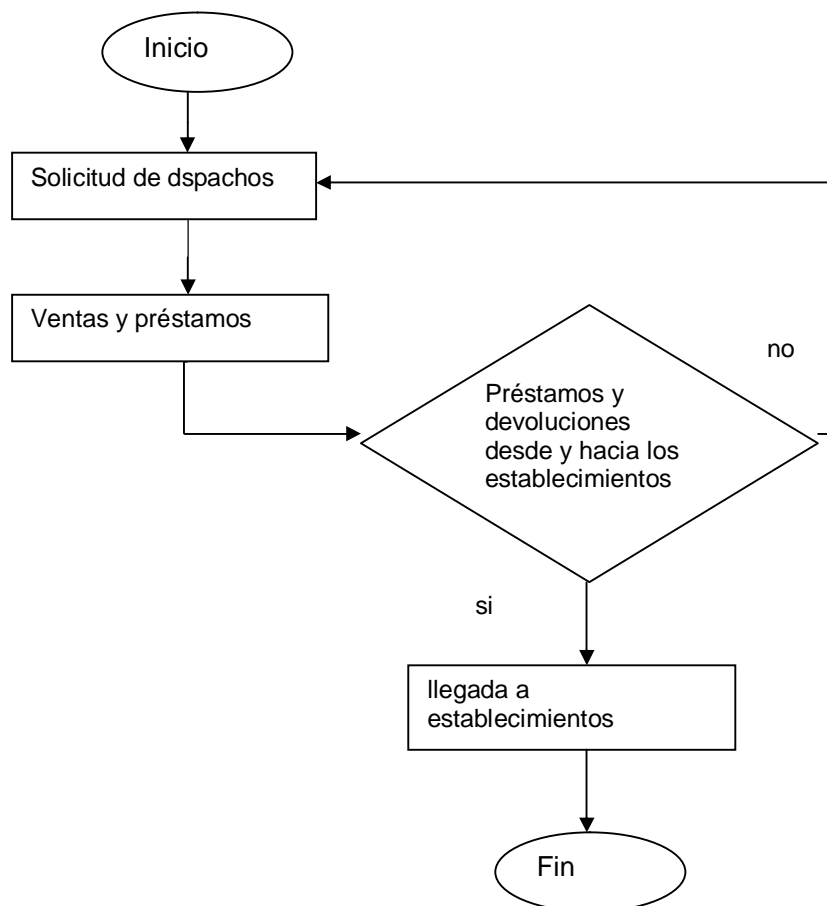 Inicio
Solicitud de dspachos
Ventas y préstamos
no
Préstamos y
devoluciones
desde y hacia los
establecimientos
si
llegada a
establecimientos
Fin